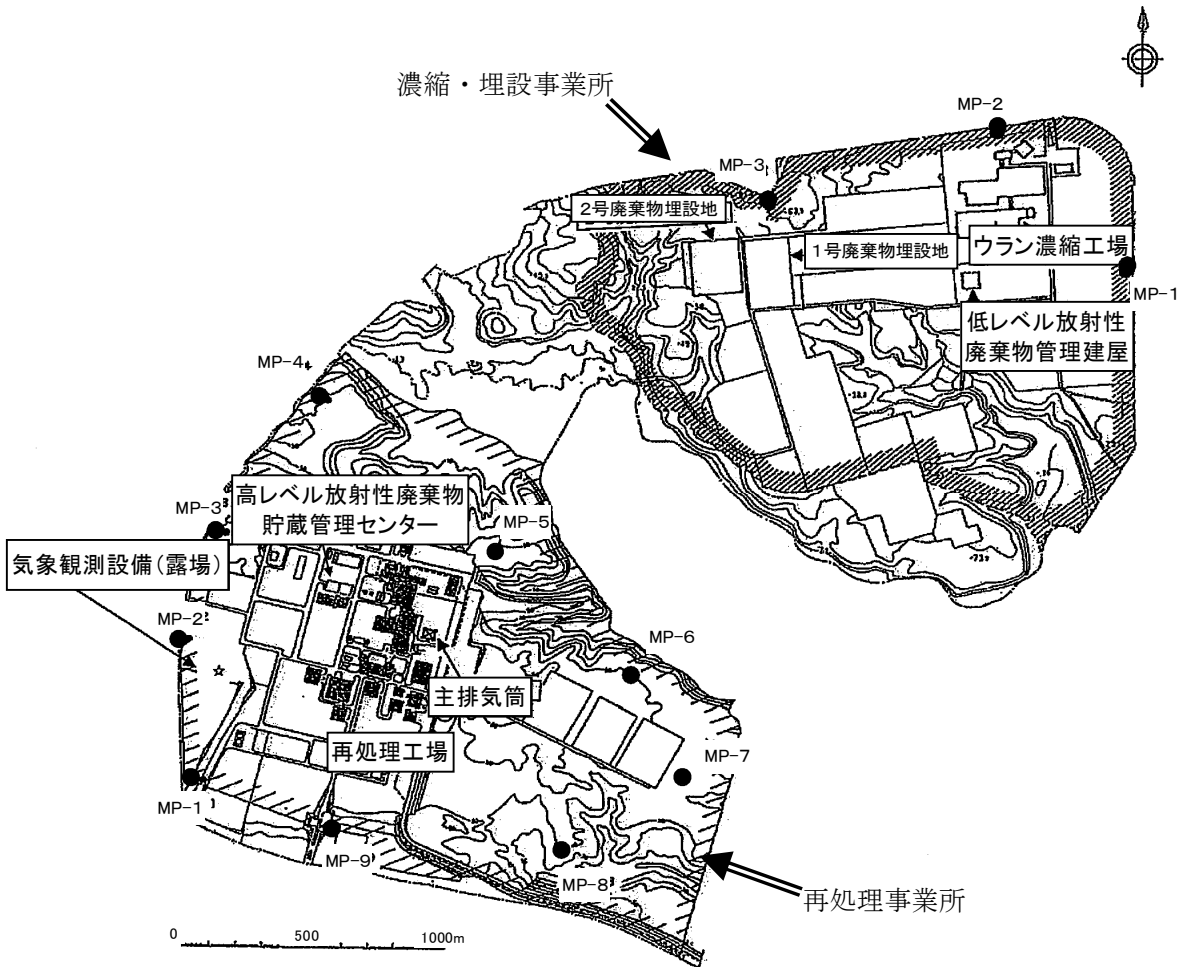 濃縮・埋設事業所
MP-2
MP-3
2号廃棄物埋設地
1号廃棄物埋設地
ウラン濃縮工場
MP-1
低レベル放射性
廃棄物管理建屋
MP-4
高レベル放射性廃棄物
貯蔵管理センター
MP-3
MP-5
気象観測設備(露場)
MP-2
MP-6
主排気筒
再処理工場
MP-7
MP-1
MP-9
MP-8
再処理事業所
0
500
1000m